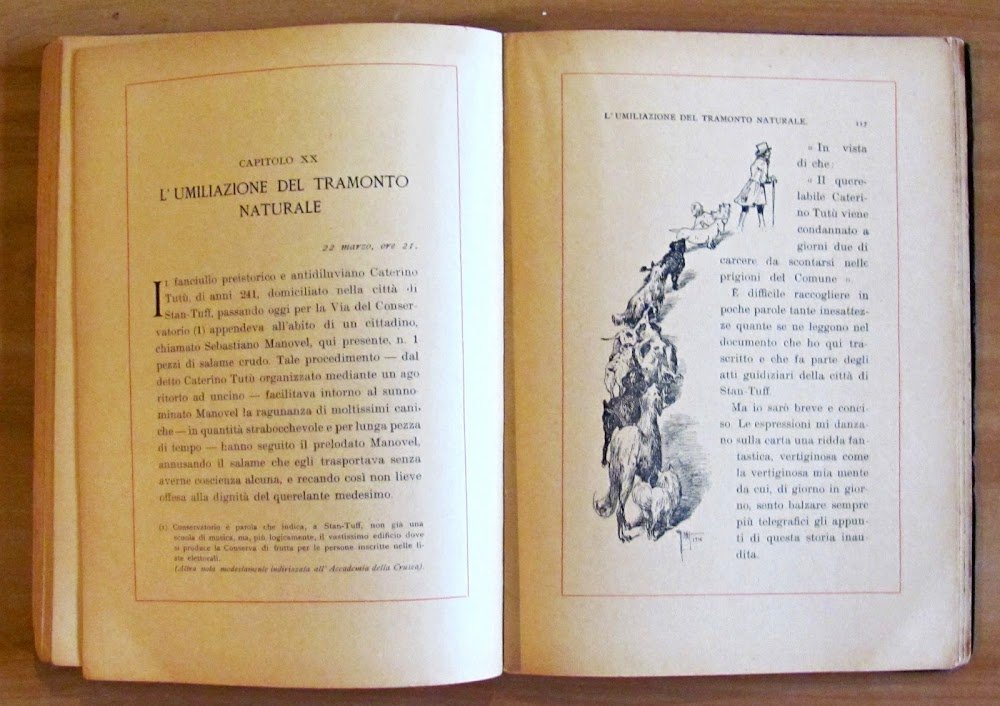 CAPITOLO XX
L'UMILIAZIONE DEL TRAMONTO
NATURALE
22 marzo, ore 21.
Il fanciullo preistorico e antidiluviano Caterino
Tutù, di anni 241, domiciliato nella città di
Stan-Tuff, passando oggi per la Via del Conser-
vatorio (1) appendeva all'abito di un cittadino,
chiamato Sebastiano Manovel, qui presente, n. 1
pezzi di salame crudo. Tale procedimento — dal
detto Caterino Tutù organizzato mediante un ago
ritorto ad uncino — facilitava intorno al sunno-
minato Manovel la ragunanza di moltissimi cani,
che — in quantità strabocchevole e per lunga pezza
di tempo — hanno seguito il prelodato Manovel,
annusando il salame che egli trasportava senza
averne coscienza alcuna, e recando così non lieve
offesa alla dignità del querelante medesimo.
(1) Conservatorio è parola che indica, a Stan-Tuff, non già una
scuola di musica, ma, più logicamente, il vastissimo edificio dove
si produce la Conserva di frutta per le persone inscritte nelle li-
ste elettorali.
(Altra nota modestamente indirizzata all'Accademia della Crusca).
L'UMILIAZIONE DEL TRAMONTO NATURALE. 117
« In vista
di che:
« Il quere-
labile Cateri-
no Tutù viene
condannato a
giorni due di
carcere da scontarsi nelle
prigioni del Comune ».
È difficile raccogliere in
poche parole tante inesattez-
ze quante se ne leggono nel
documento che ho qui tra-
scritto e che fa parte degli
atti guidiziari della città di
Stan-Tuff.
Ma io sarò breve e conci-
so. Le espressioni mi danza-
no sulla carta una ridda fan-
tastica, vertiginosa come
la vertiginosa mia mente
da cui, di giorno in gior-
no, sento balzare sempre
più telegrafici gli appun-
ti di questa storia inau-
dita.